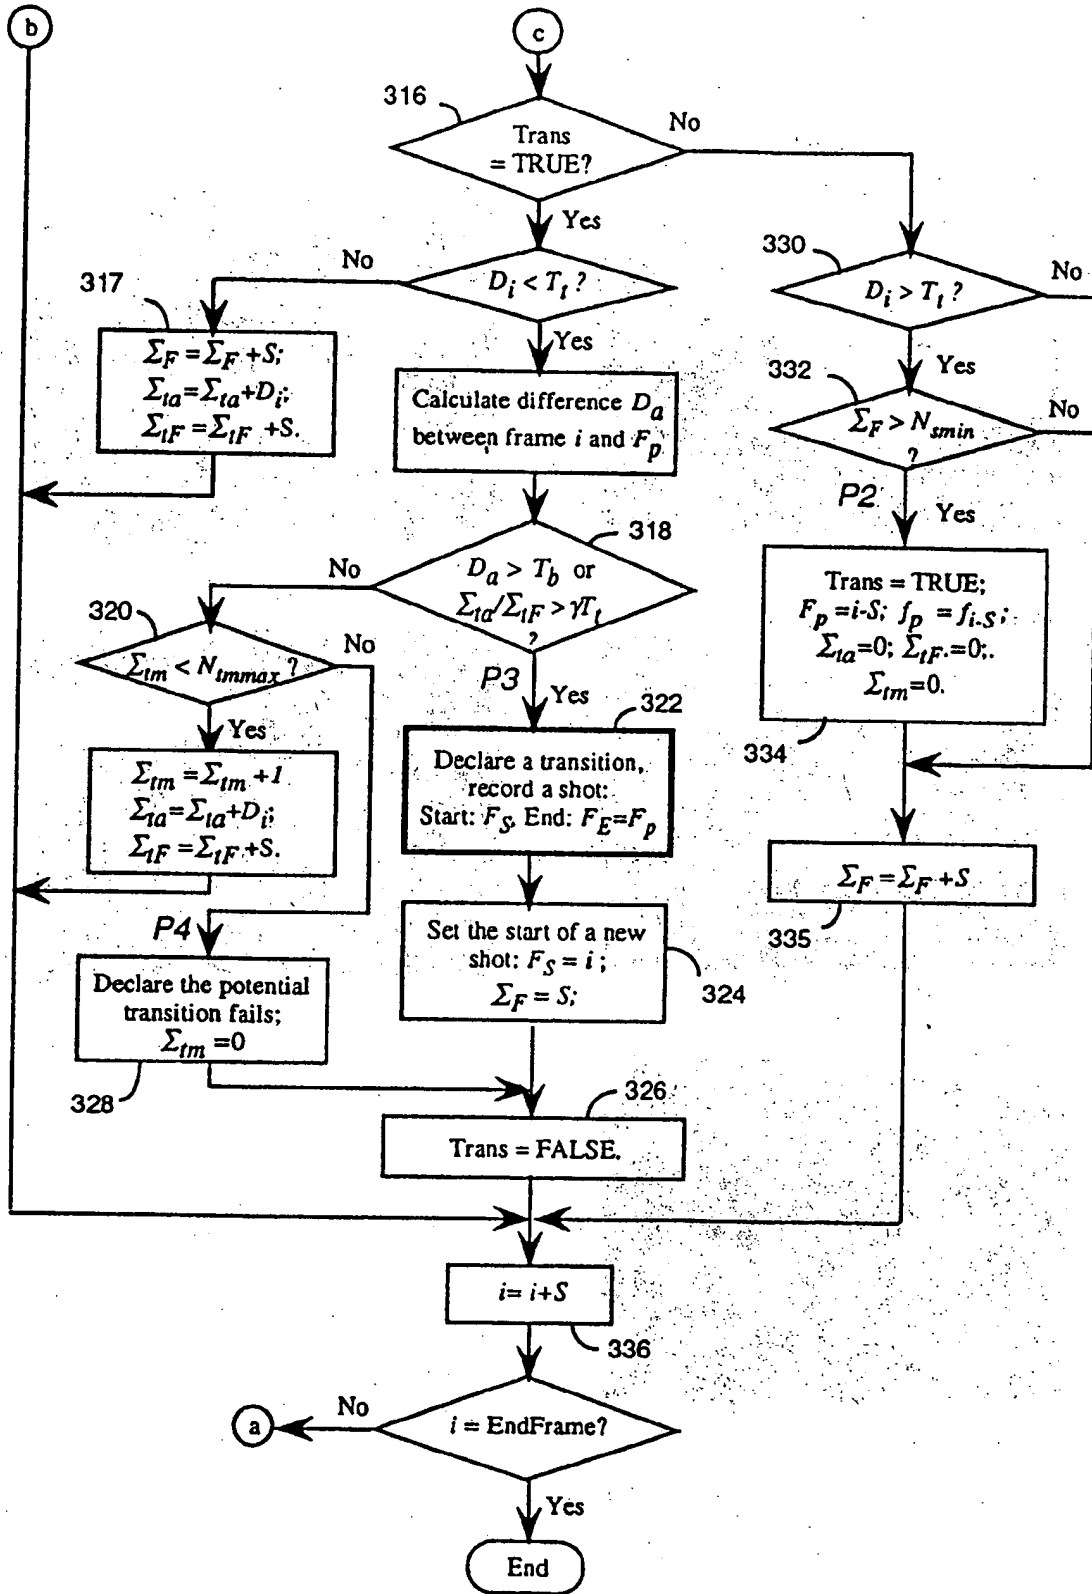 b
c
316
Trans
= TRUE?
No
Yes
330
D_i > T_t ?
No
Yes
No
D_i < T_t ?
Yes
317
Σ_F = Σ_F + S;
Σ_ta = Σ_ta + D_i;
Σ_tF = Σ_tF + S.
Calculate difference D_a
between frame i and F_p
332
Σ_F > N_smin
?
No
P2
Yes
318
D_a > T_b or
Σ_ta/Σ_tF > γT_t
?
No
P3
Yes
320
Σ_tm < N_tmmax ?
No
Yes
Trans = TRUE;
F_p = i-S; f_p = f_i-S;
Σ_ta=0; Σ_tF.=0;.
Σ_tm=0.
334
322
Declare a transition,
record a shot:
Start: F_S. End: F_E=F_p
Σ_tm = Σ_tm + 1
Σ_ta = Σ_ta + D_i;
Σ_tF = Σ_tF + S.
Σ_F = Σ_F + S
335
P4
Set the start of a new
shot: F_S = i ;
Σ_F = S;
324
Declare the potential
transition fails;
Σ_tm = 0
328
326
Trans = FALSE.
i = i+S
336
a
No
i = EndFrame?
Yes
End